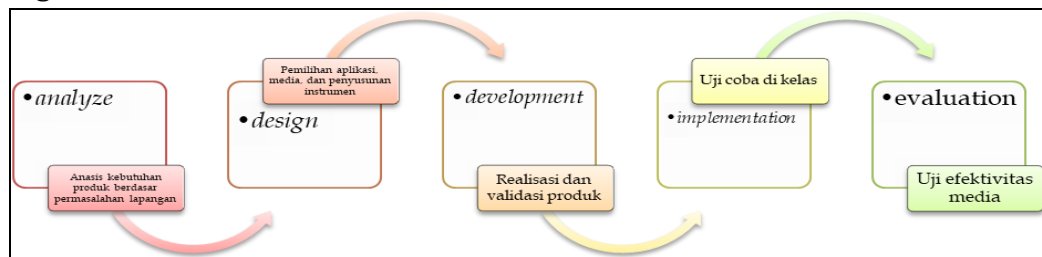 • analyze
Anasis kebutuhan
produk berdasar
permasalahan lapangan
Pemilihan aplikasi,
media, dan penyusunan
instrumen
• design
• development
Realisasi dan
validasi produk
Uji coba di kelas
• implementation
• evaluation
Uji efektivitas
media